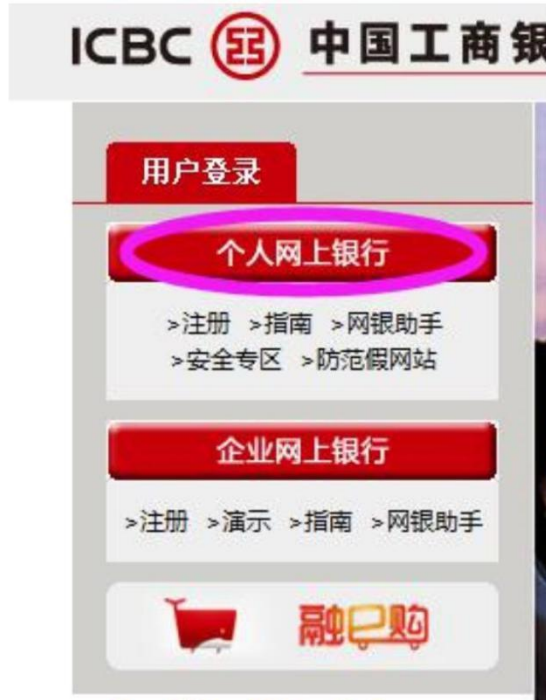 ICBC 中国工商银
用户登录
个人网上银行
>注册 >指南 >网银助手
>安全专区 >防范假网站
企业网上银行
>注册 >演示 >指南 >网银助手
融e购